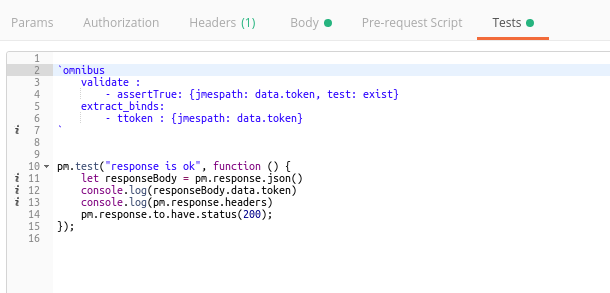 Params Authorization Headers (1) Body Pre-request Script Tests
1
2 `omnibus
3 validate :
4 - assertTrue: {jmespath: data.token, test: exist}
5 extract_binds:
6 - ttoken : {jmespath: data.token}
i 7 `
8
9
10 pm.test("response is ok", function () {
i 11 let responseBody = pm.response.json()
i 12 console.log(responseBody.data.token)
i 13 console.log(pm.response.headers)
14 pm.response.to.have.status(200);
15 });
16